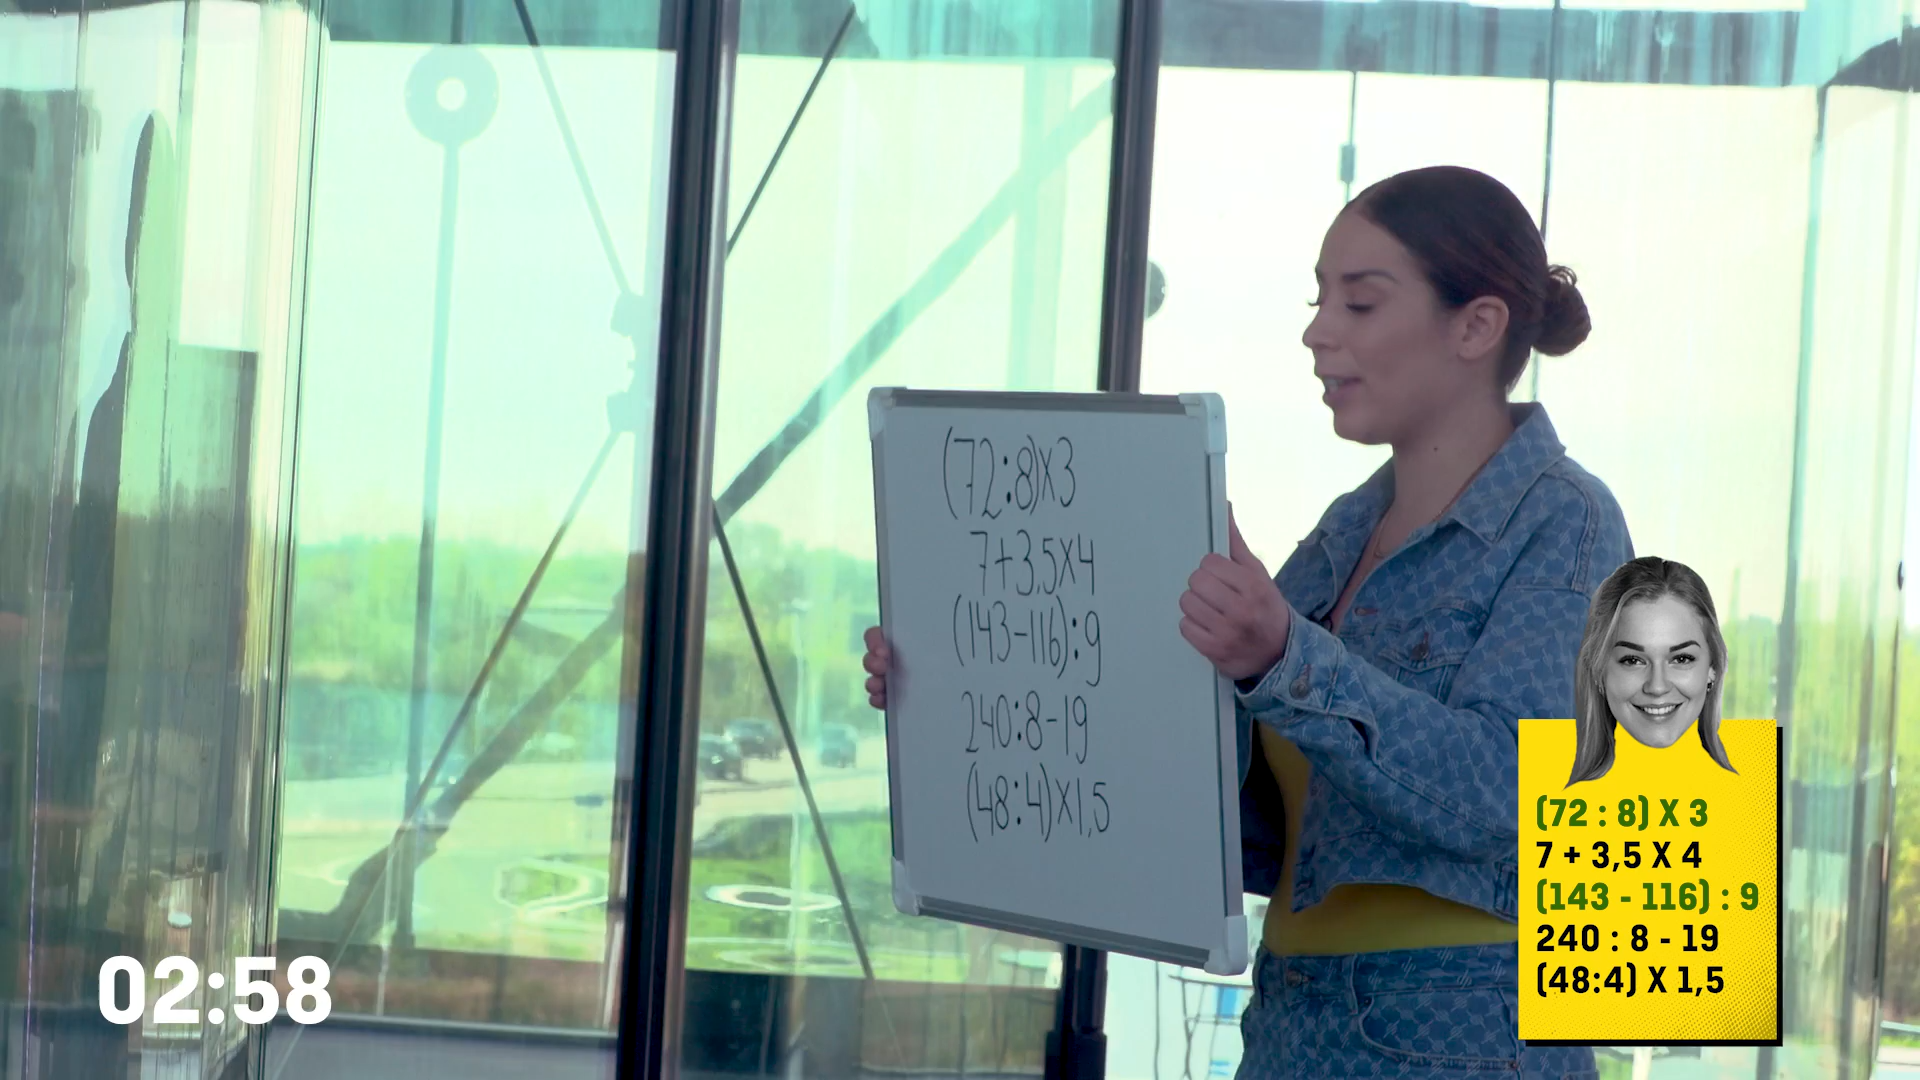 (72:8)X3
7+3,5X4
(143-116):9
240:8-19
(48:4)X1,5
(72 : 8) X 3
7 + 3,5 X 4
(143 - 116) : 9
240 : 8 - 19
(48:4) X 1,5
02:58